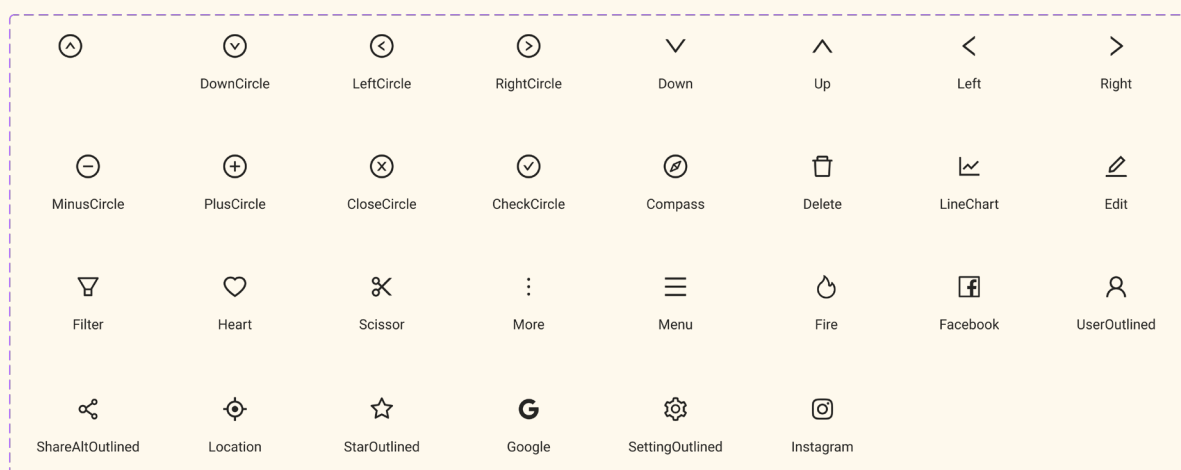 DownCircle LeftCircle RightCircle Down Up Left Right
MinusCircle PlusCircle CloseCircle CheckCircle Compass Delete LineChart Edit
Filter Heart Scissor More Menu Fire Facebook UserOutlined
ShareAltOutlined Location StarOutlined Google SettingOutlined Instagram